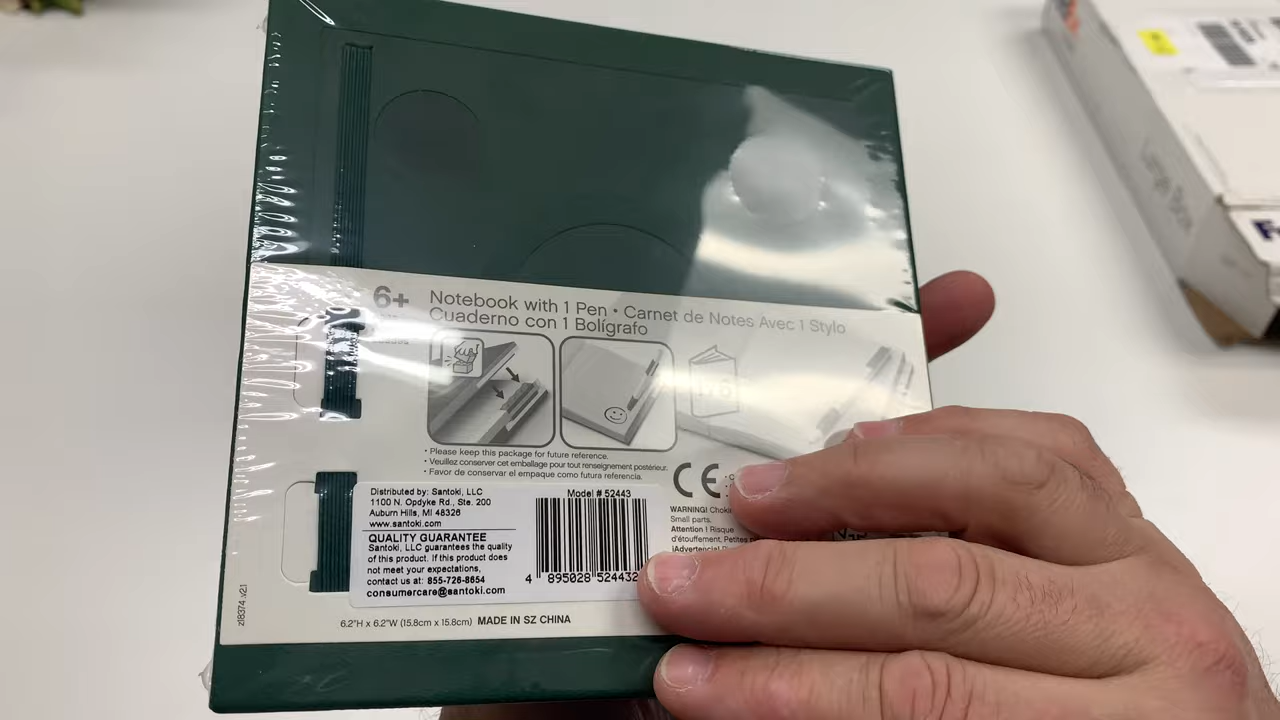 Large Box
6+
Notebook with 1 Pen • Carnet de Notes Avec 1 Stylo
Cuaderno con 1 Bolígrafo
• Please keep this package for future reference.
• Veuillez conserver cet emballage pour tout renseignement postérieur.
• Favor de conservar el empaque como futura referencia.
CE
Distributed by: Santoki, LLC
1100 N. Opdyke Rd., Ste. 200
Auburn Hills, MI 48326
www.santoki.com
QUALITY GUARANTEE
Santoki, LLC guarantees the quality
of this product. If this product does
not meet your expectations,
contact us at: 855-726-8654
consumercare@santoki.com
Model # 52443
4 895028 524432
WARNING!
Small parts.
Attention ! Risque
d'étouffement. Petites
¡Advertencia!
zf8374 .v21
6.2"H x 6.2"W (15.8cm x 15.8cm) MADE IN SZ CHINA